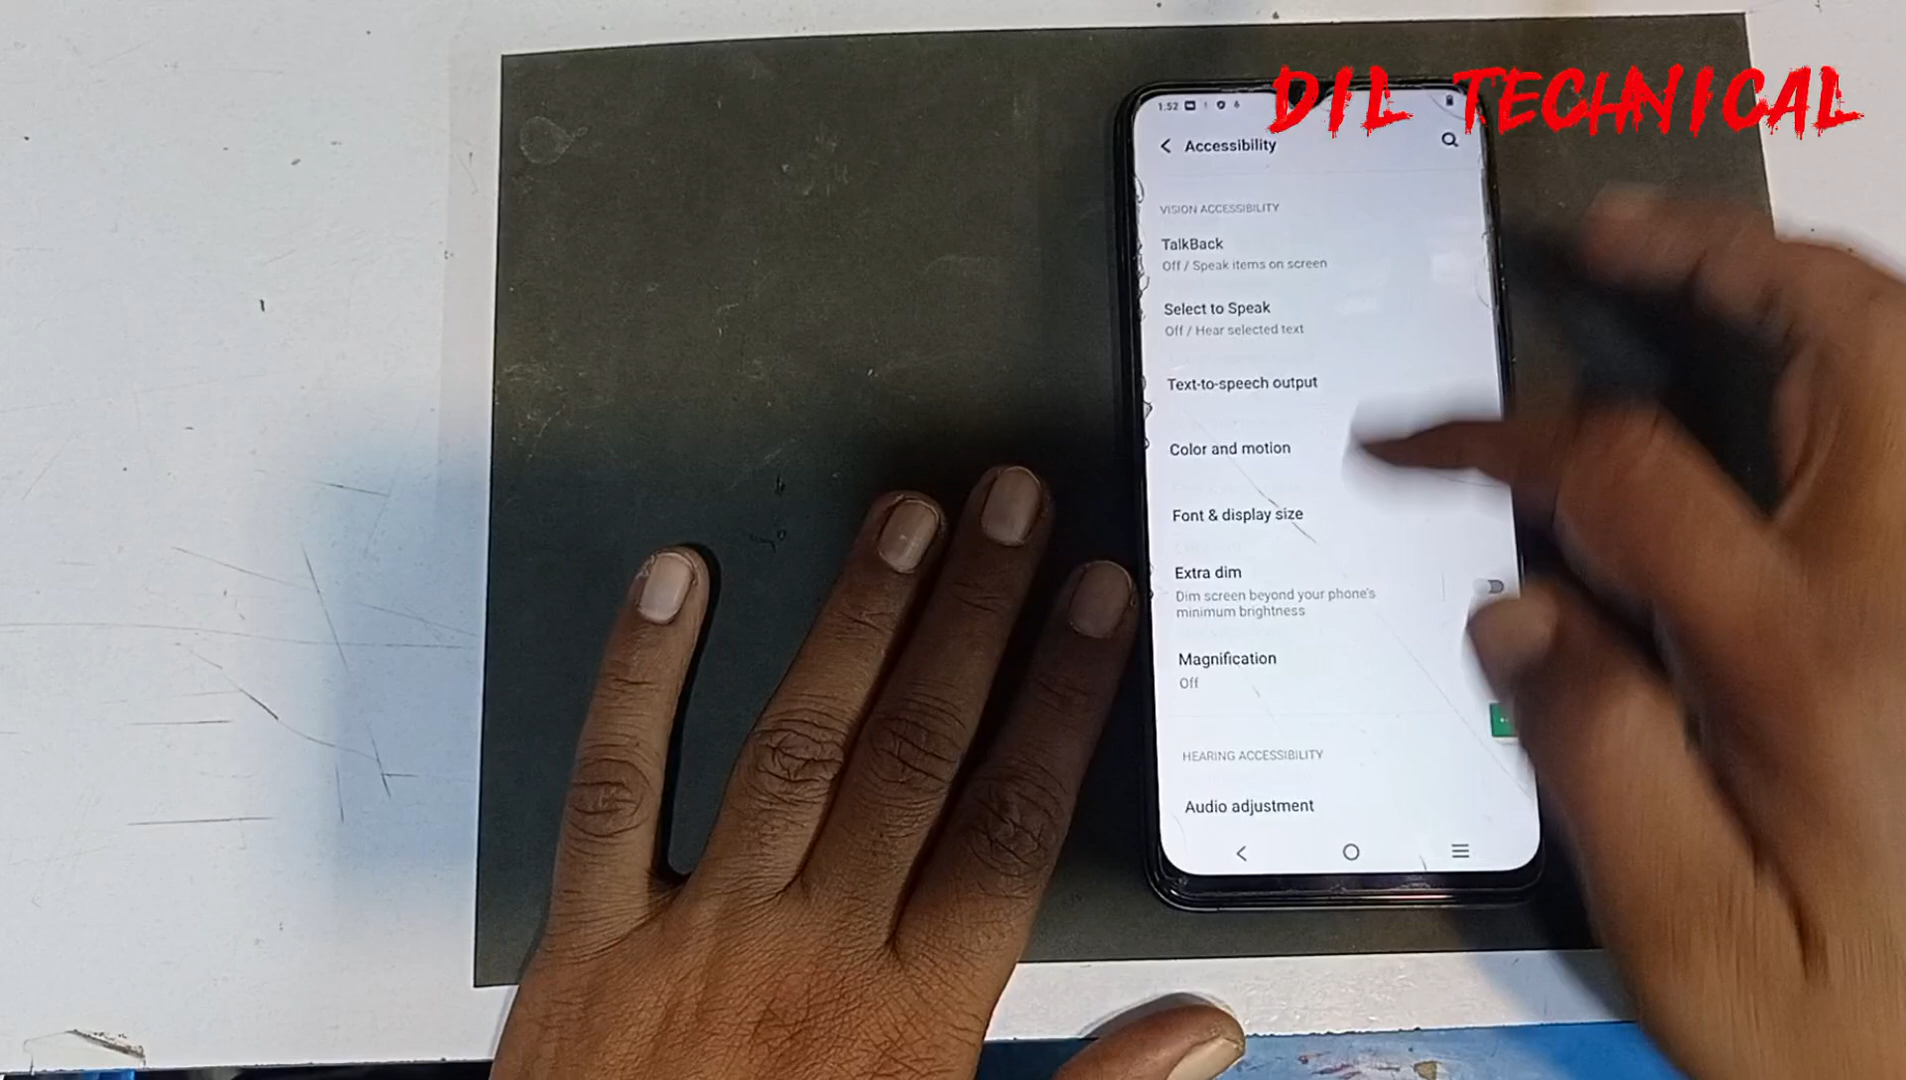 DIL TECHNICAL
1:52
Accessibility
VISION ACCESSIBILITY
TalkBack
Off / Speak items on screen
Select to Speak
Off / Hear selected text
Text-to-speech output
Color and motion
Font & display size
Extra dim
Dim screen beyond your phone's
minimum brightness
Magnification
Off
HEARING ACCESSIBILITY
Audio adjustment